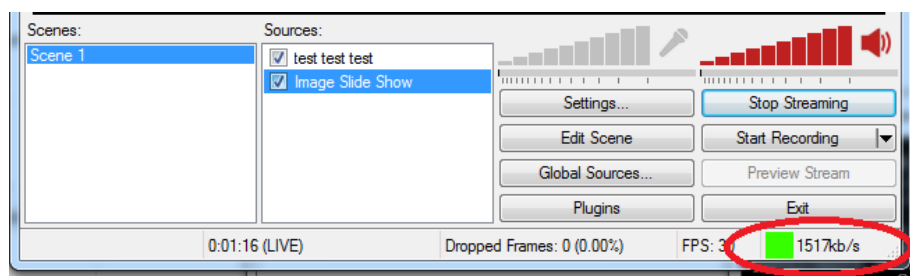 Scenes:
Sources:
Scene 1
test test test
Image Slide Show
Settings...
Stop Streaming
Edit Scene
Start Recording
Global Sources...
Preview Stream
Plugins
Exit
0:01:16 (LIVE)
Dropped Frames: 0 (0.00%)
FPS:
1517kb/s